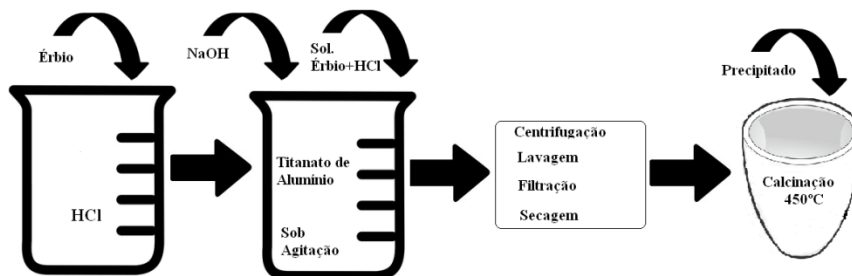 Érbio
HCl
NaOH
Sol.
Érbio+HCl
Titanato de
Alumínio
Sob
Agitação
Centrifugação
Lavagem
Filtração
Secagem
Precipitado
Calcinação
450ºC